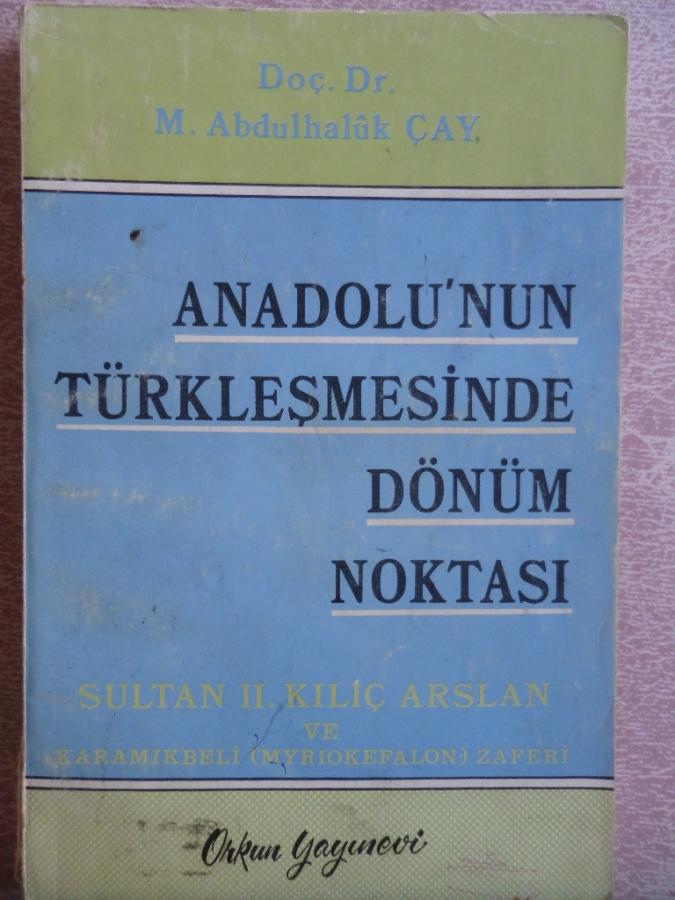 Doç. Dr.
M. Abdulhalûk ÇAY
ANADOLU'NUN
TÜRKLEŞMESİNDE
DÖNÜM
NOKTASI
SULTAN II. KILIÇ ARSLAN
VE
KARAMIKBELİ (MYRIOKEFALON) ZAFERİ
Orkun Yayınevi